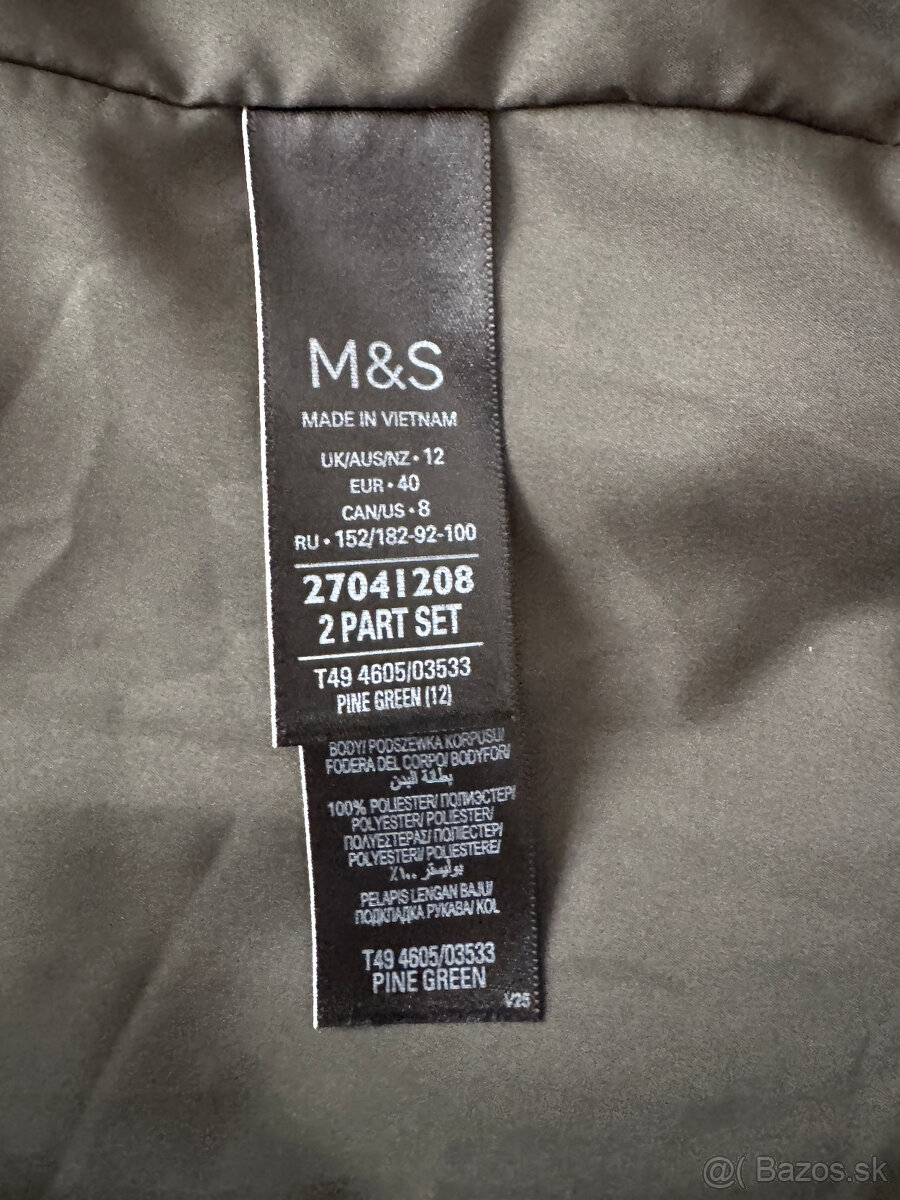 M&S
MADE IN VIETNAM
UK/AUS/NZ • 12
EUR • 40
CAN/US • 8
RU • 152/182-92-100
27041208
2 PART SET
T49 4605/03533
PINE GREEN (12)
BODY/ PODSZEWKA KORPUSU/
FODERA DEL CORPO/ BODYFOR/
بطانة البدن
100% POLIESTER/ ПОЛИЭСТЕР/
POLYESTER/ POLIESTER/
ΠΟΛΥΕΣΤΕΡΑΣ/ ПОЛІЕСТЕР/
POLYESTER/ POLIESTERE/
بوليستر ١٠٠٪
PELAPIS LENGAN BAJU/
ПОДКЛАДКА РУКАВА/ KOL
T49 4605/03533
PINE GREEN
V25
@( Bazos.sk